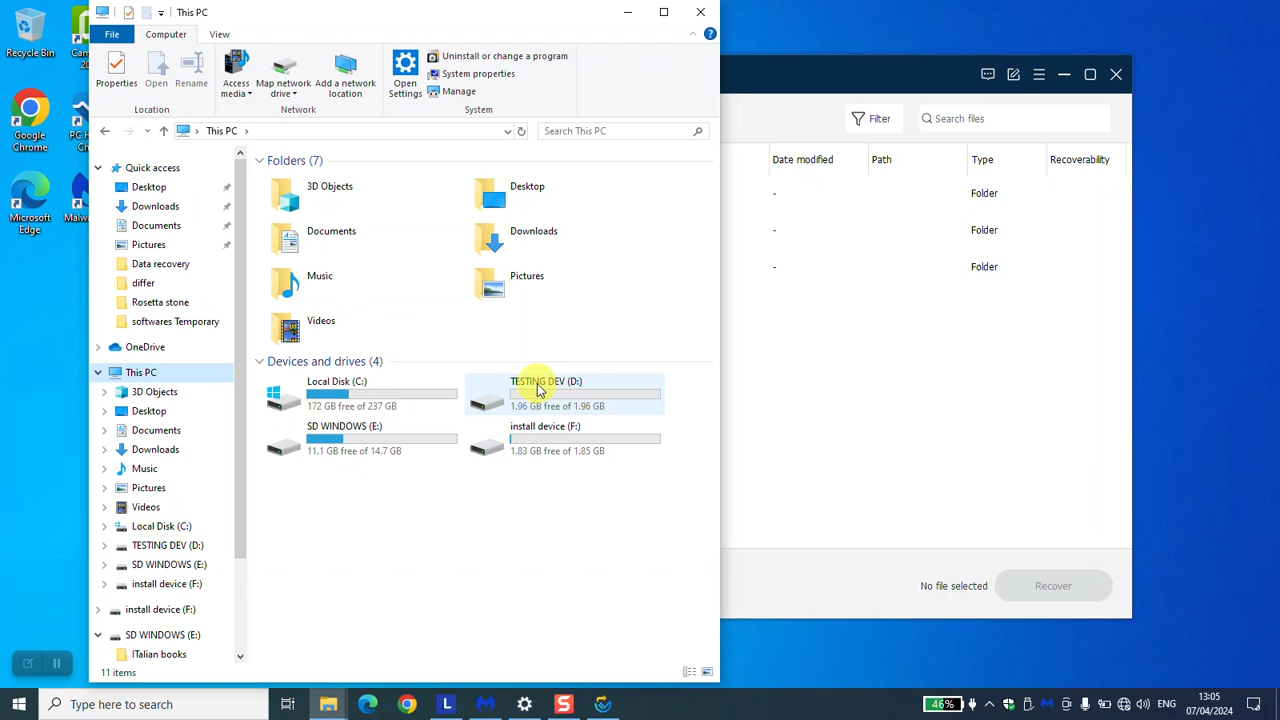 Recycle Bin
Google
Chrome
Microsoft
Edge
This PC
File
Computer
View
Properties
Open
Rename
Location
Access
media
Map network
drive
Add a network
location
Network
Open
Settings
Uninstall or change a program
System properties
Manage
System
This PC
Search This PC
Quick access
Desktop
Downloads
Documents
Pictures
Data recovery
differ
Rosetta stone
softwares Temporary
OneDrive
This PC
3D Objects
Desktop
Documents
Downloads
Music
Pictures
Videos
Local Disk (C:)
TESTING DEV (D:)
SD WINDOWS (E:)
install device (F:)
install device (F:)
SD WINDOWS (E:)
ITalian books
Folders (7)
3D Objects
Desktop
Documents
Downloads
Music
Pictures
Videos
Devices and drives (4)
Local Disk (C:)
172 GB free of 237 GB
TESTING DEV (D:)
1.96 GB free of 1.96 GB
SD WINDOWS (E:)
11.1 GB free of 14.7 GB
install device (F:)
1.83 GB free of 1.85 GB
11 items
Filter
Search files
Date modified
Path
Type
Recoverability
-
Folder
-
Folder
-
Folder
No file selected
Recover
Type here to search
L
S
46%
ENG
13:05
07/04/2024